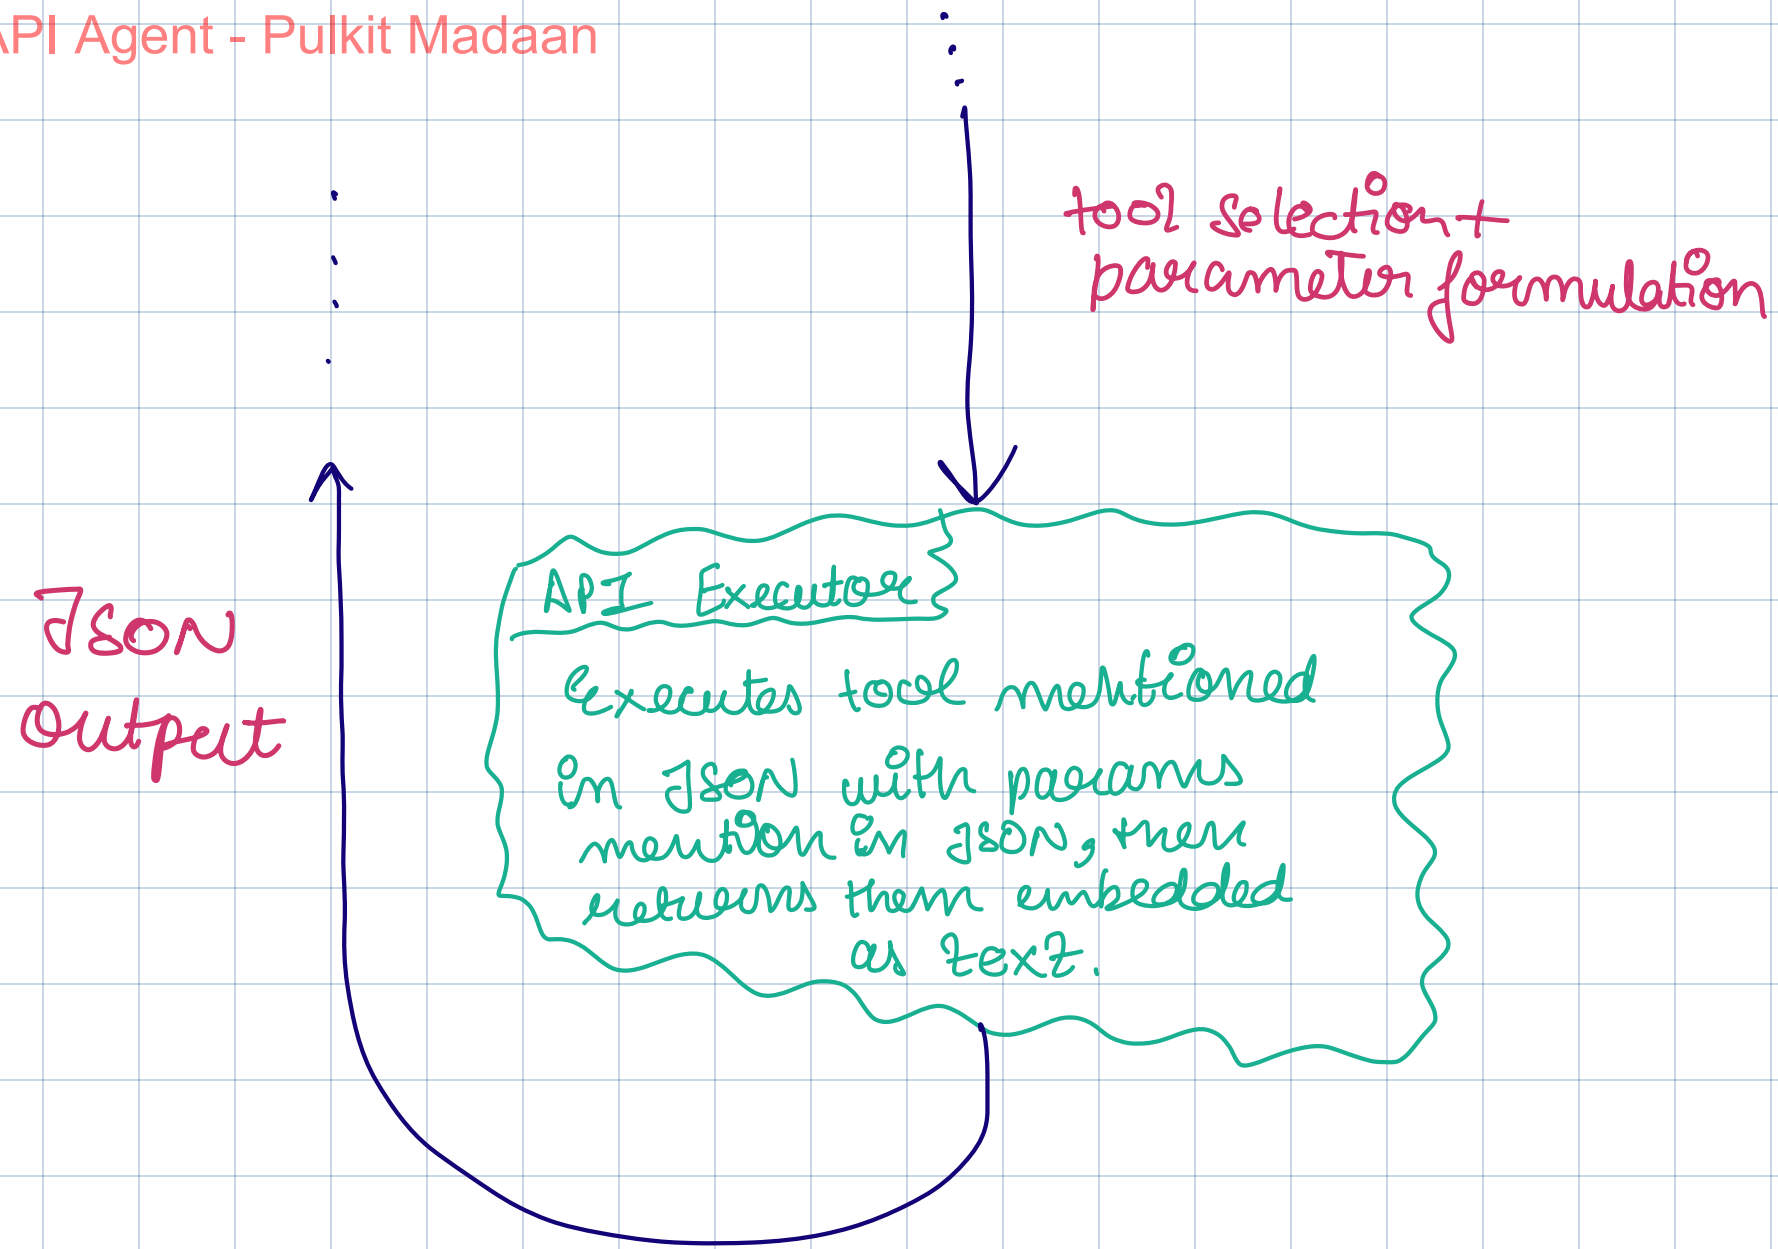 API Agent - Pulkit Madaan
tool selection +
parameter formulation
JSON
output
API Executor
Executes tool mentioned
in JSON with params
mention in JSON, then
returns them embedded
as text.